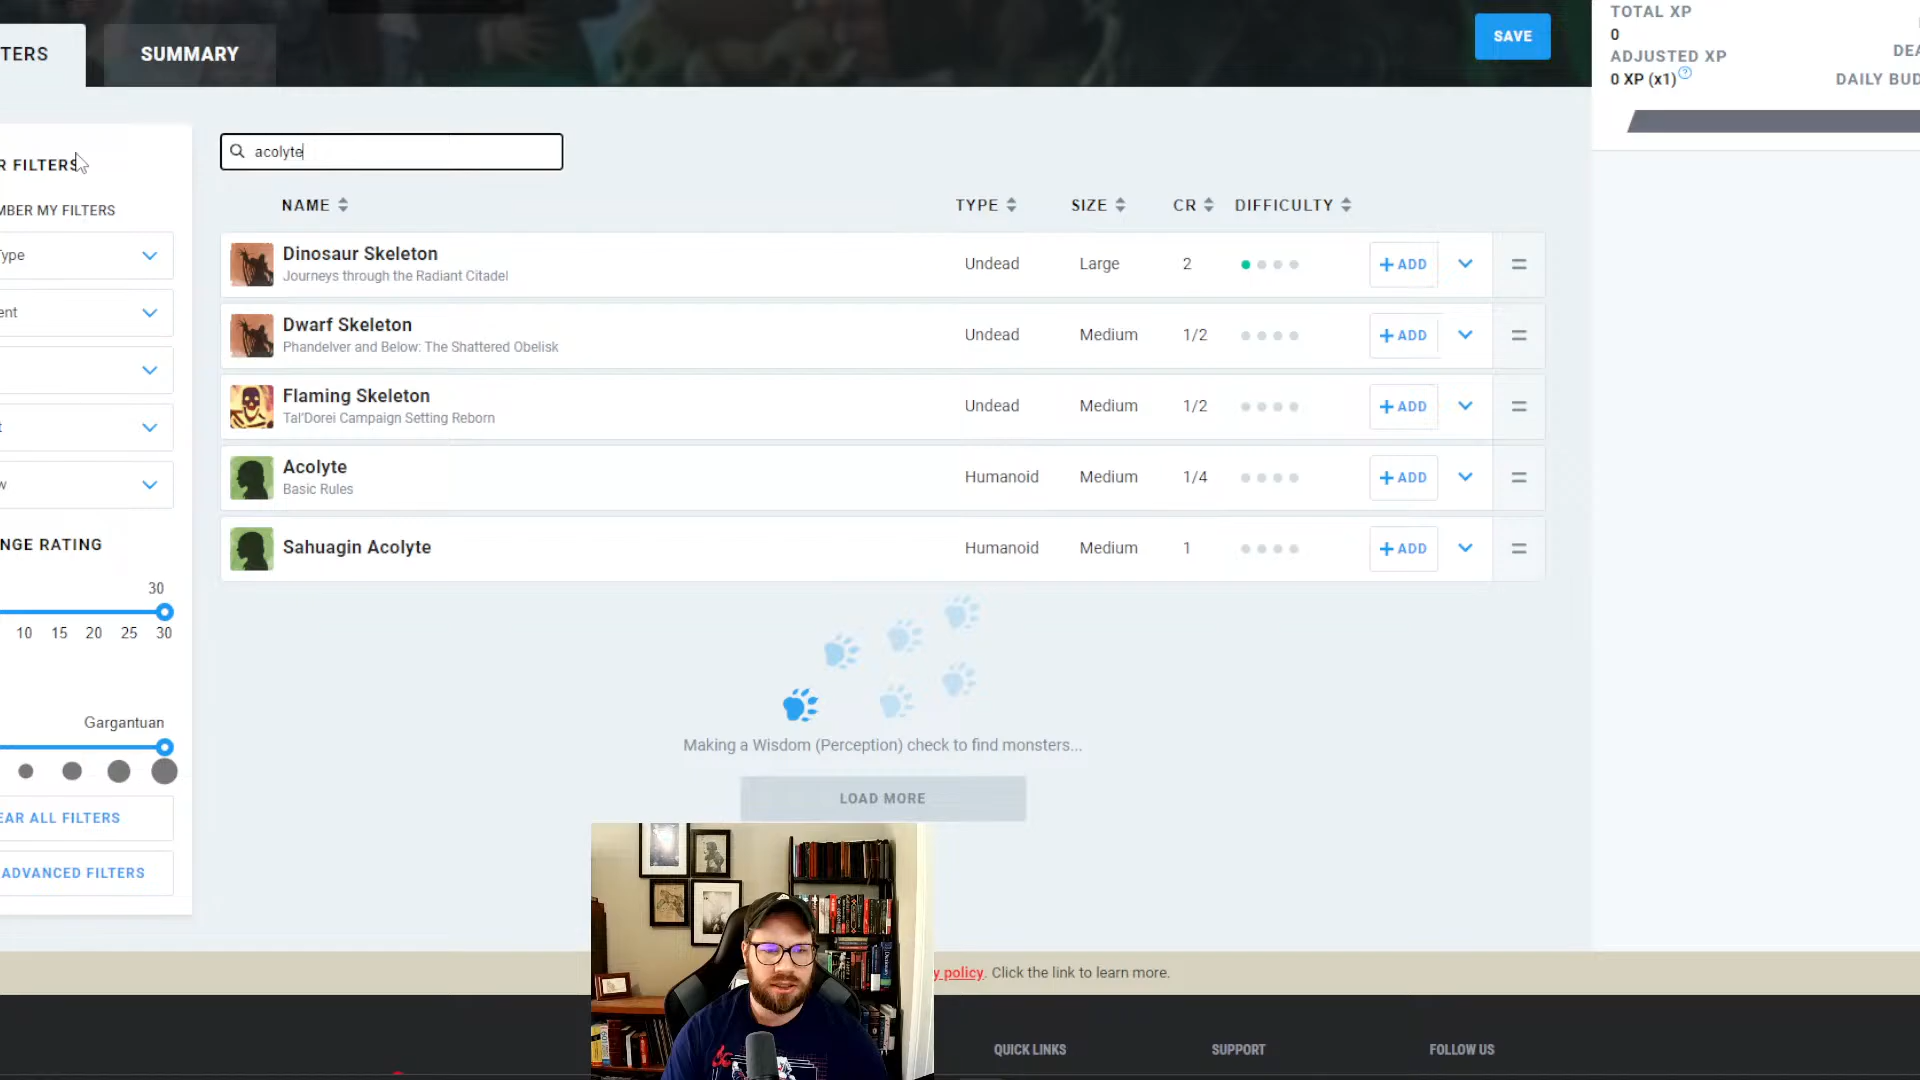 TERS
SUMMARY
SAVE
TOTAL XP
0
ADJUSTED XP
0 XP (x1)
DEA
DAILY BUD
R FILTERS
MBER MY FILTERS
Type
ent
t
w
NGE RATING
30
10 15 20 25 30
Gargantuan
EAR ALL FILTERS
ADVANCED FILTERS
acolyte
NAME TYPE SIZE CR DIFFICULTY
Dinosaur Skeleton Undead Large 2 + ADD
Journeys through the Radiant Citadel
Dwarf Skeleton Undead Medium 1/2 + ADD
Phandelver and Below: The Shattered Obelisk
Flaming Skeleton Undead Medium 1/2 + ADD
Tal'Dorei Campaign Setting Reborn
Acolyte Humanoid Medium 1/4 + ADD
Basic Rules
Sahuagin Acolyte Humanoid Medium 1 + ADD
Making a Wisdom (Perception) check to find monsters...
LOAD MORE
y policy. Click the link to learn more.
QUICK LINKS SUPPORT FOLLOW US